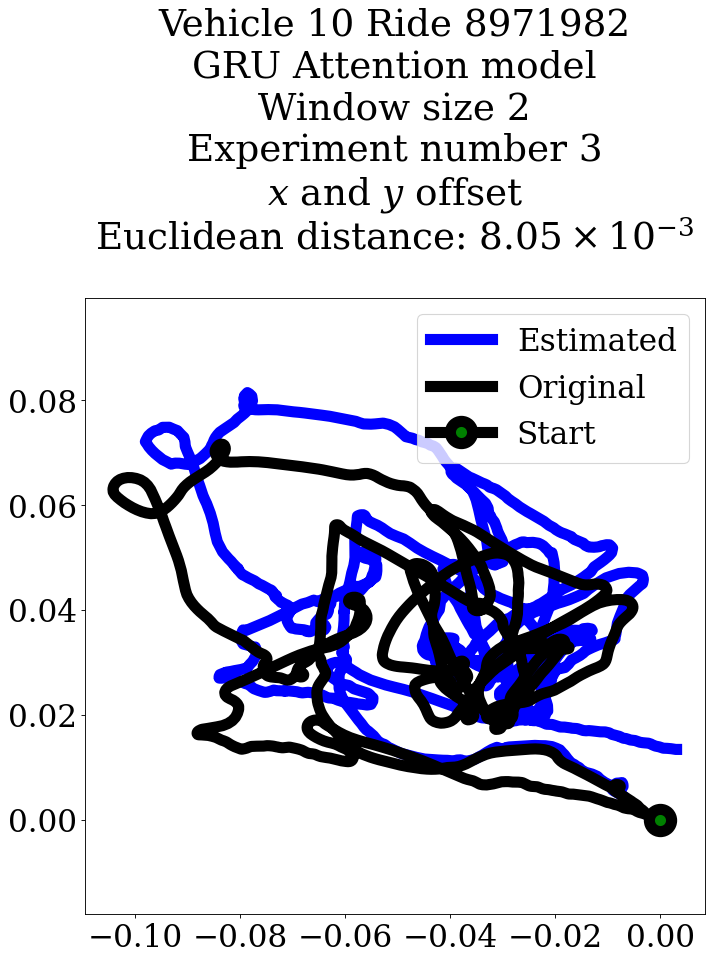 Vehicle 10 Ride 8971982
GRU Attention model
Window size 2
Experiment number 3
x and y offset
Euclidean distance: 8.05 × 10⁻³
Estimated
Original
Start
0.08
0.06
0.04
0.02
0.00
−0.10 −0.08 −0.06 −0.04 −0.02 0.00